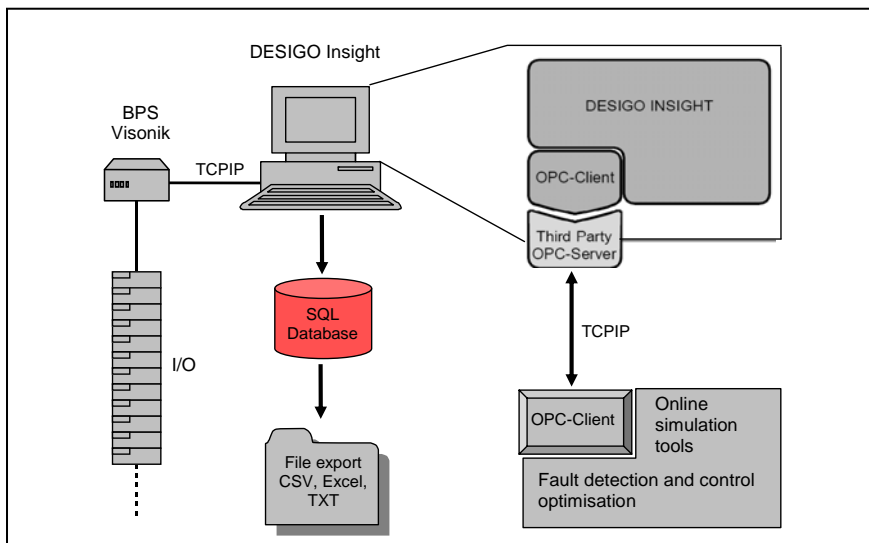 DESIGO Insight
BPS
Visonik
TCPIP
I/O
SQL
Database
File export
CSV, Excel,
TXT
DESIGO INSIGHT
OPC-Client
Third Party
OPC-Server
TCPIP
OPC-Client
Online
simulation
tools
Fault detection and control
optimisation